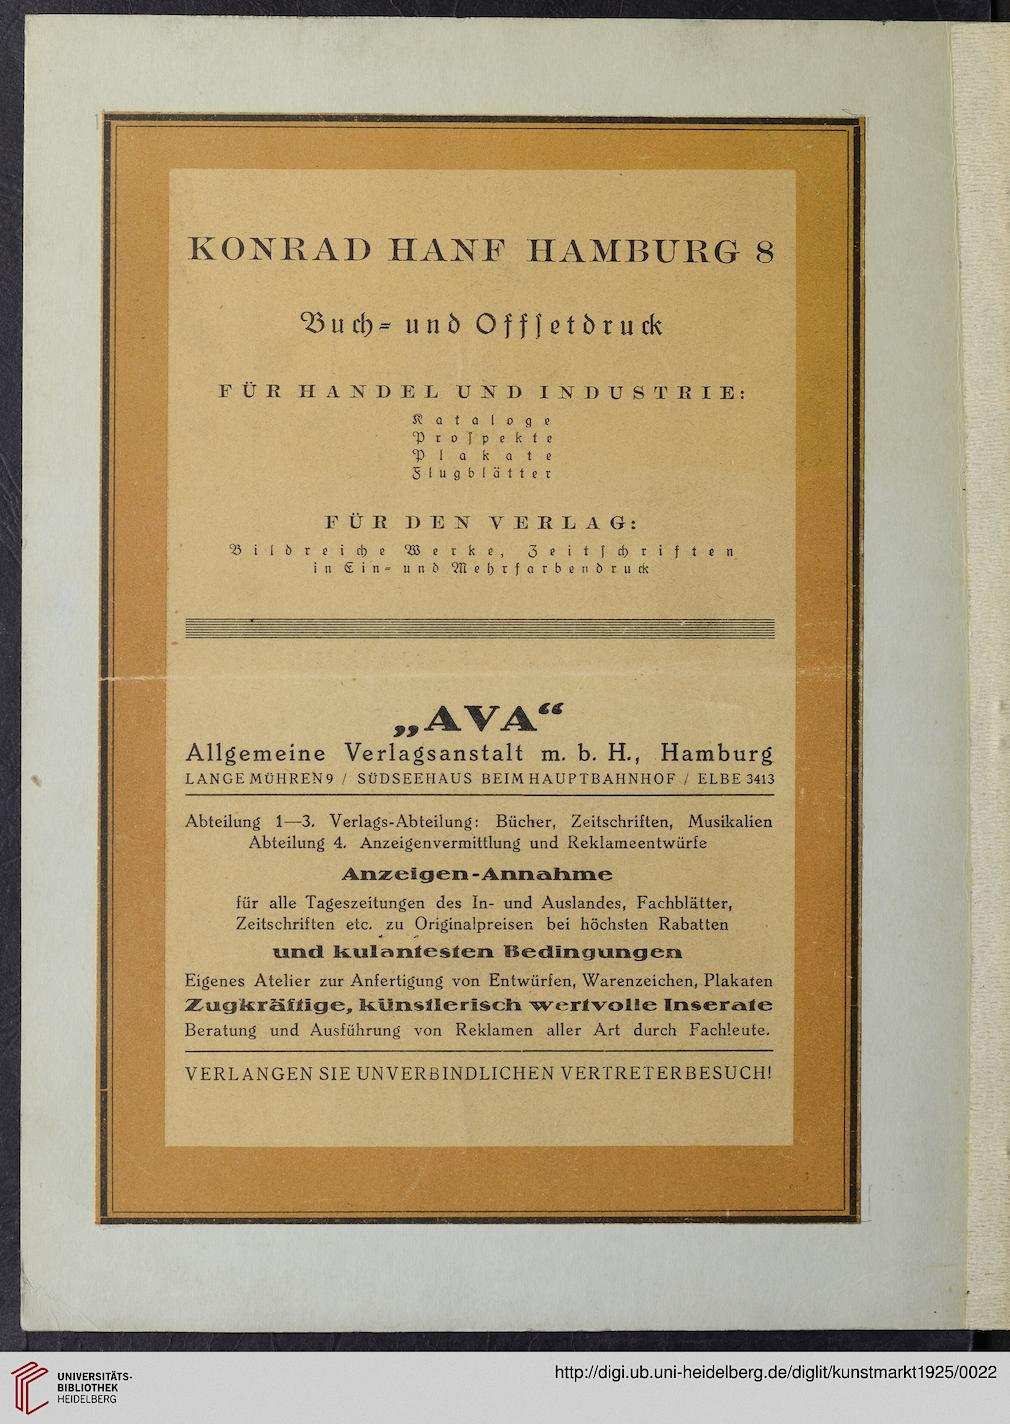 KONRAD HANF HAMBURG 8
Buch- und Offsetdruck
FÜR HANDEL UND INDUSTRIE:
Kataloge
Prospekte
Plakate
Flugblätter
FÜR DEN VERLAG:
Bildreiche Werke, Zeitschriften
in Ein- und Mehrfarbendruck
„AVA“
Allgemeine Verlagsanstalt m. b. H., Hamburg
LANGE MÜHREN 9 / SÜDSEEHAUS BEIM HAUPTBAHNHOF / ELBE 3413
Abteilung 1—3. Verlags-Abteilung: Bücher, Zeitschriften, Musikalien
Abteilung 4. Anzeigenvermittlung und Reklameentwürfe
Anzeigen-Annahme
für alle Tageszeitungen des In- und Auslandes, Fachblätter,
Zeitschriften etc. zu Originalpreisen bei höchsten Rabatten
und kulantesten Bedingungen
Eigenes Atelier zur Anfertigung von Entwürfen, Warenzeichen, Plakaten
Zugkräftige, künstlerisch wertvolle Inserate
Beratung und Ausführung von Reklamen aller Art durch Fachleute.
VERLANGEN SIE UNVERBINDLICHEN VERTRETERBESUCH!
UNIVERSITÄTS-
BIBLIOTHEK
HEIDELBERG
http://digi.ub.uni-heidelberg.de/diglit/kunstmarkt1925/0022